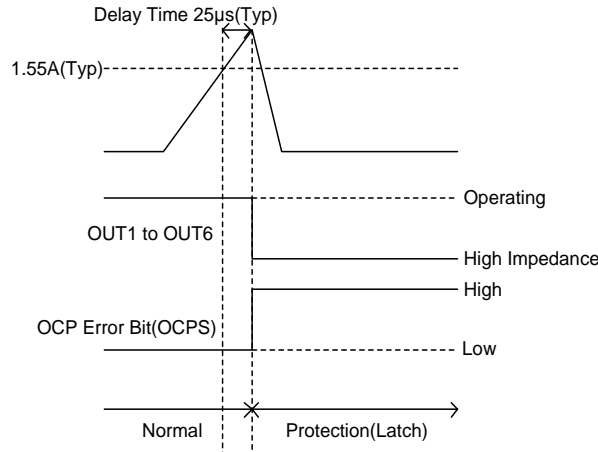 Delay Time 25µs(Typ)
1.55A(Typ)
Operating
OUT1 to OUT6
High Impedance
High
OCP Error Bit(OCPS)
Low
Normal
Protection(Latch)